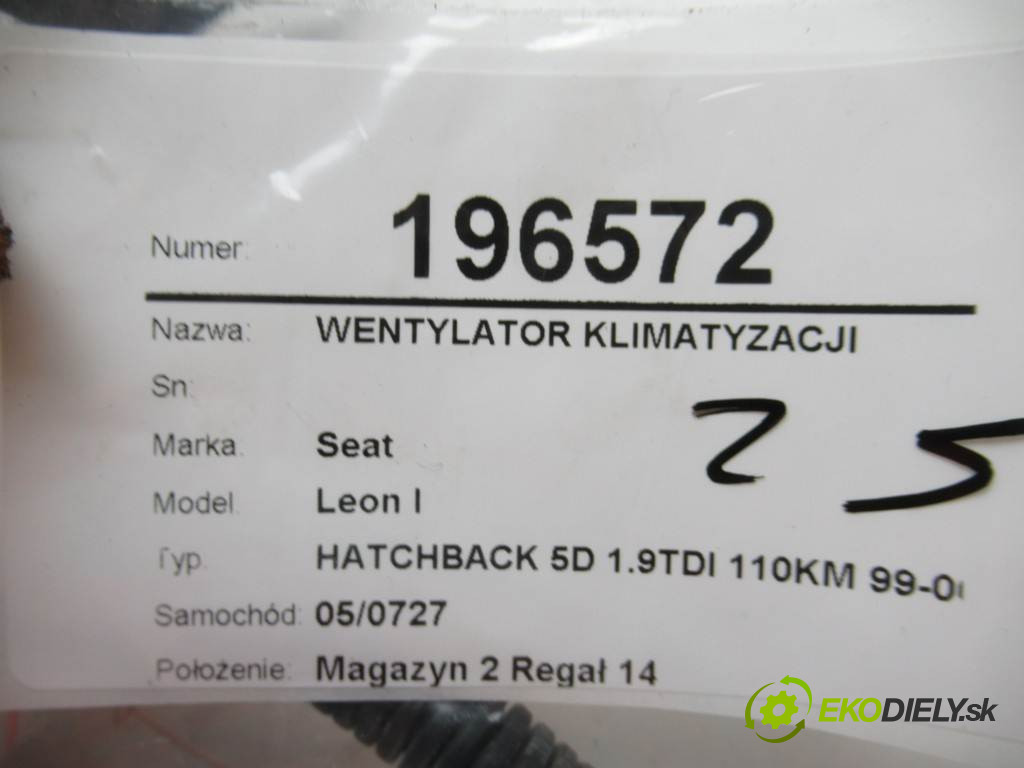 Numer: 196572
Nazwa: WENTYLATOR KLIMATYZACJI
Sn:
Marka: Seat
Model: Leon I
Typ: HATCHBACK 5D 1.9TDI 110KM 99-0
Samochód: 05/0727
Położenie: Magazyn 2 Regał 14
25
EKODIELY.sk